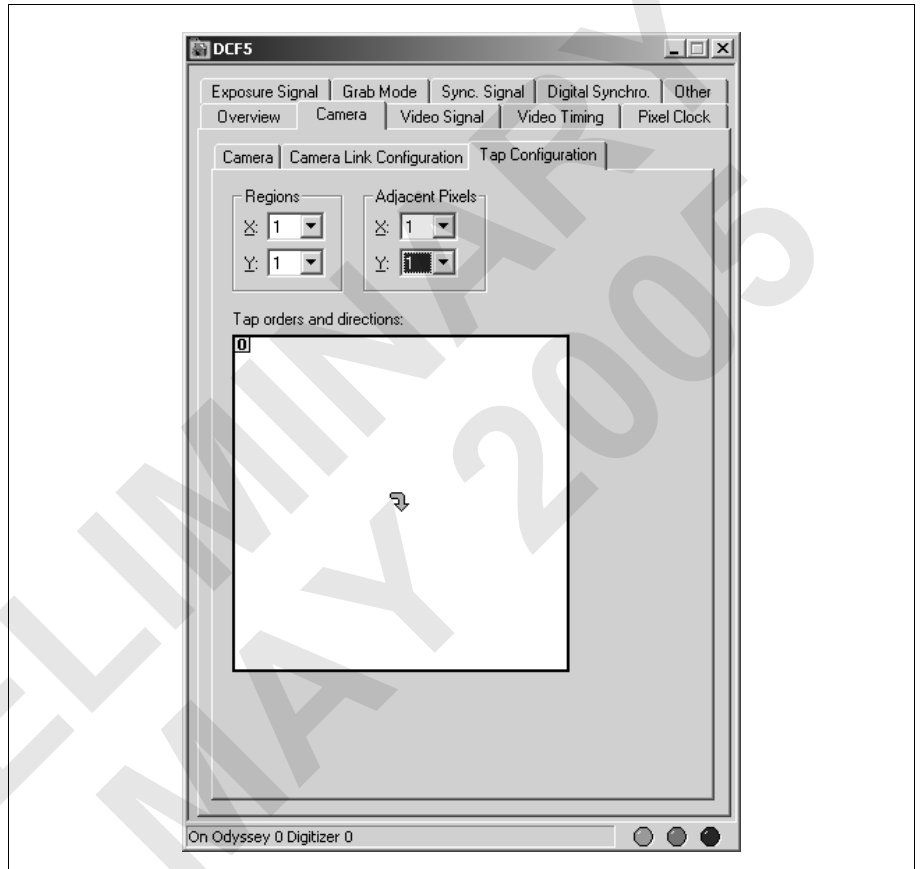 DCF5
Exposure Signal Grab Mode Sync. Signal Digital Synchro. Other
Overview Camera Video Signal Video Timing Pixel Clock
Camera Camera Link Configuration Tap Configuration
Regions Adjacent Pixels
X: 1 X: 1
Y: 1 Y: 1
Tap orders and directions:
0
On Odyssey 0 Digitizer 0
ELIMINARY
MAY 2005